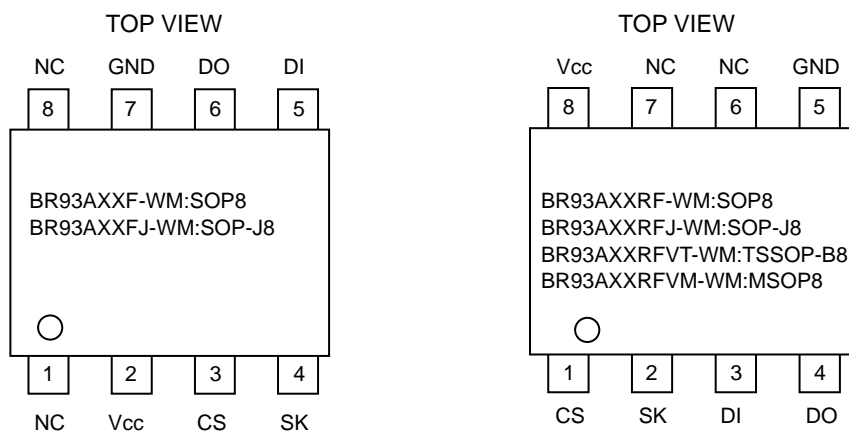 TOP VIEW
NC GND DO DI
8 7 6 5
BR93AXXF-WM:SOP8
BR93AXXFJ-WM:SOP-J8
1 2 3 4
NC Vcc CS SK
TOP VIEW
Vcc NC NC GND
8 7 6 5
BR93AXXRF-WM:SOP8
BR93AXXRFJ-WM:SOP-J8
BR93AXXRFVT-WM:TSSOP-B8
BR93AXXRFVM-WM:MSOP8
1 2 3 4
CS SK DI DO